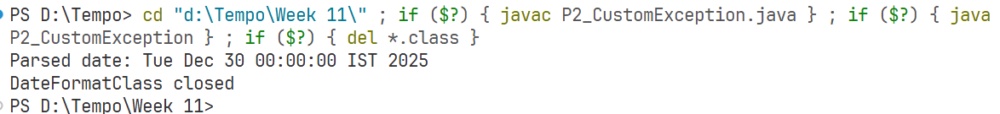 PS D:\Tempo> cd "d:\Tempo\Week 11\" ; if ($?) { javac P2_CustomException.java } ; if ($?) { java
P2_CustomException } ; if ($?) { del *.class }
Parsed date: Tue Dec 30 00:00:00 IST 2025
DateFormatClass closed
PS D:\Tempo\Week 11>